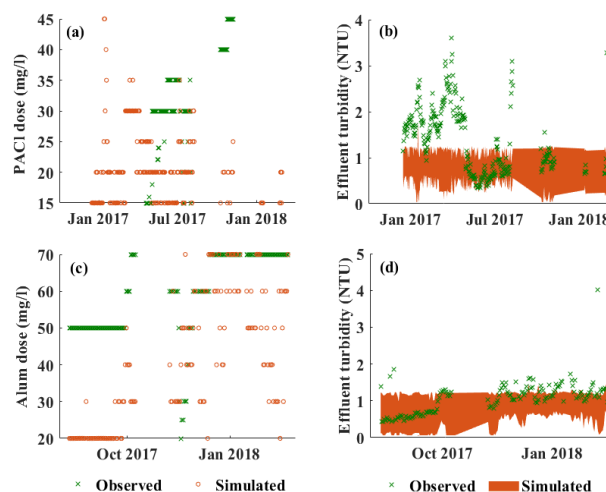 (a)
PACl dose (mg/l)
45
40
35
30
25
20
15
Jan 2017 Jul 2017 Jan 2018
(b)
Effluent turbidity (NTU)
4
3
2
1
0
Jan 2017 Jul 2017 Jan 2018
(c)
Alum dose (mg/l)
70
60
50
40
30
20
Oct 2017 Jan 2018
(d)
Effluent turbidity (NTU)
5
4
3
2
1
0
Oct 2017 Jan 2018
Observed Simulated Observed Simulated